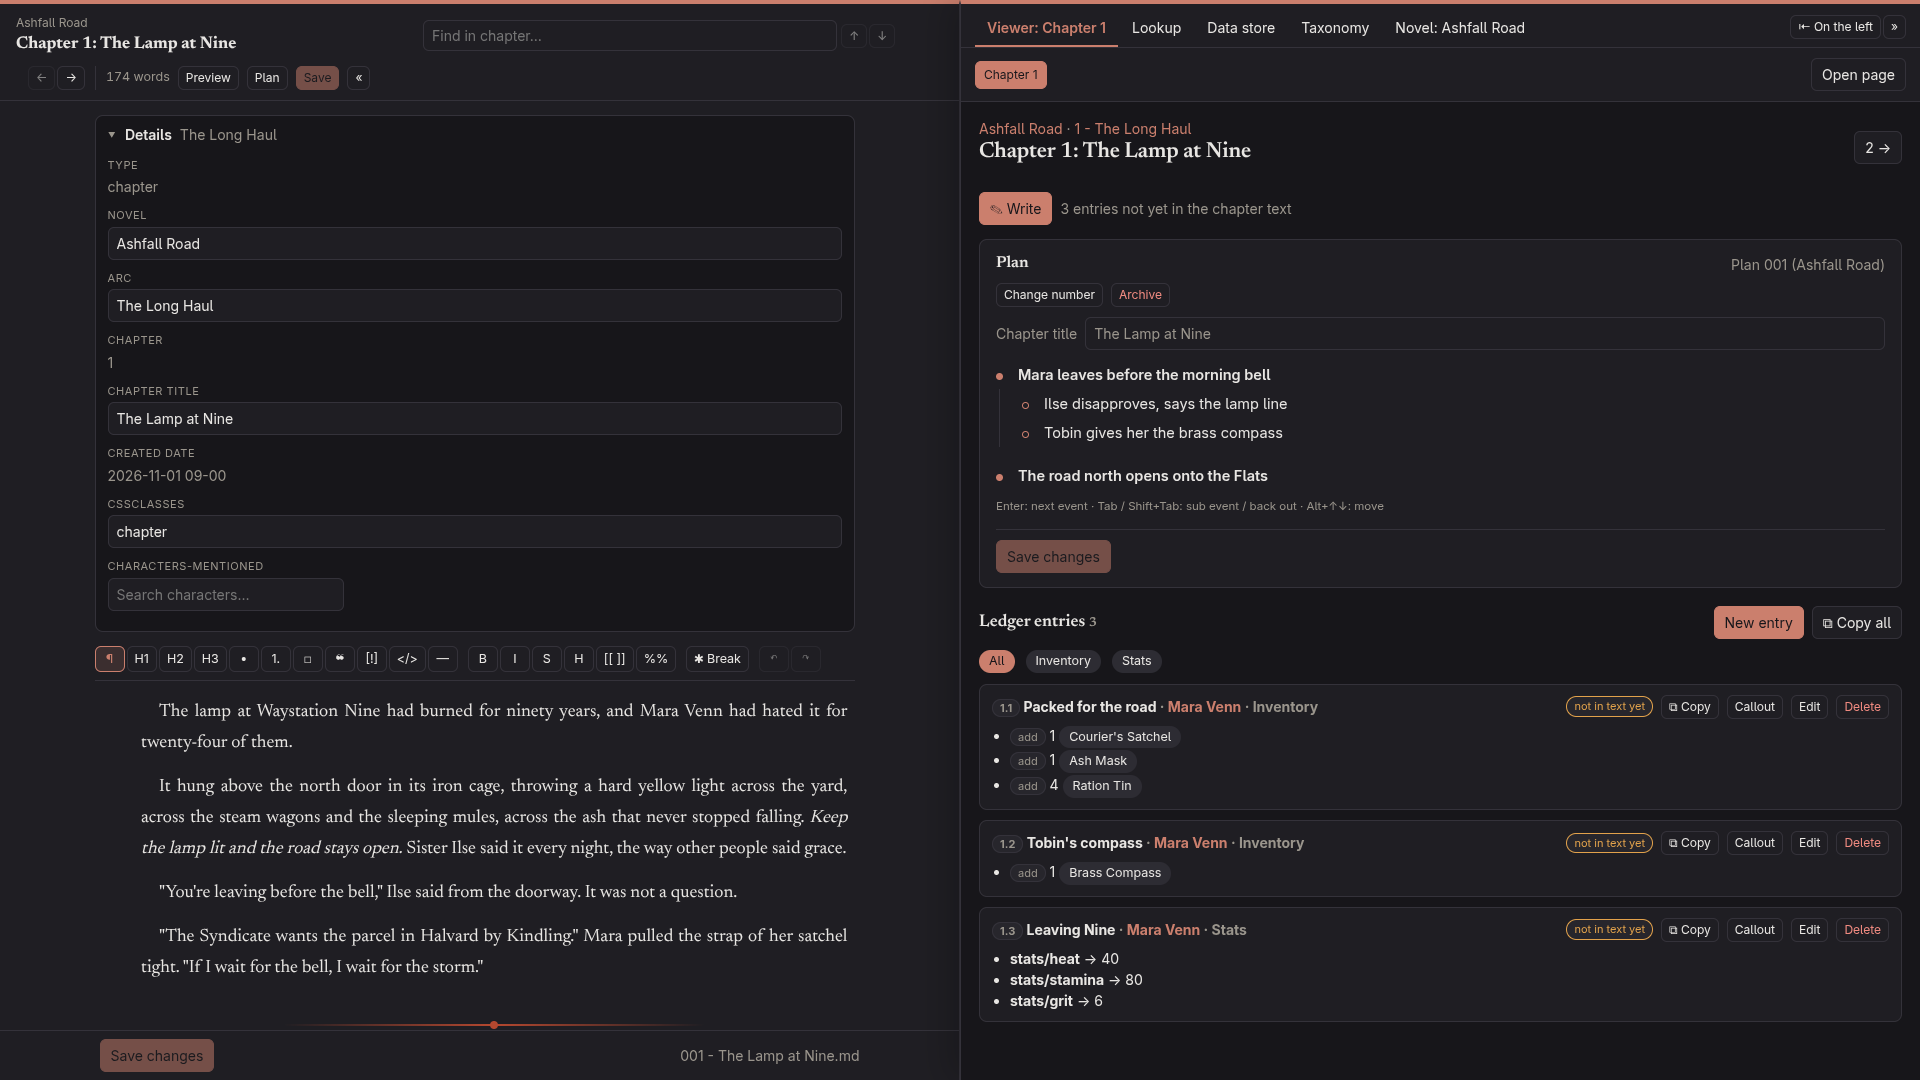 Ashfall Road
Chapter 1: The Lamp at Nine
Find in chapter...
↑ ↓
← → 174 words Preview Plan Save «
▼ Details The Long Haul
TYPE
chapter
NOVEL
Ashfall Road
ARC
The Long Haul
CHAPTER
1
CHAPTER TITLE
The Lamp at Nine
CREATED DATE
2026-11-01 09-00
CSSCLASSES
chapter
CHARACTERS-MENTIONED
Search characters...
¶ H1 H2 H3 • 1. □ ❝ [!] </> — B I S H [[ ]] %% ✱ Break ↶ ↷
The lamp at Waystation Nine had burned for ninety years, and Mara Venn had hated it for
twenty-four of them.
It hung above the north door in its iron cage, throwing a hard yellow light across the yard,
across the steam wagons and the sleeping mules, across the ash that never stopped falling. Keep
the lamp lit and the road stays open. Sister Ilse said it every night, the way other people said grace.
"You're leaving before the bell," Ilse said from the doorway. It was not a question.
"The Syndicate wants the parcel in Halvard by Kindling." Mara pulled the strap of her satchel
tight. "If I wait for the bell, I wait for the storm."
Save changes
001 - The Lamp at Nine.md
Viewer: Chapter 1 Lookup Data store Taxonomy Novel: Ashfall Road
⇤ On the left »
Chapter 1
Open page
Ashfall Road · 1 - The Long Haul
Chapter 1: The Lamp at Nine
2 →
✎ Write 3 entries not yet in the chapter text
Plan
Plan 001 (Ashfall Road)
Change number Archive
Chapter title The Lamp at Nine
Mara leaves before the morning bell
Ilse disapproves, says the lamp line
Tobin gives her the brass compass
The road north opens onto the Flats
Enter: next event · Tab / Shift+Tab: sub event / back out · Alt+↑↓: move
Save changes
Ledger entries 3
New entry ⧉ Copy all
All Inventory Stats
1.1 Packed for the road · Mara Venn · Inventory
not in text yet ⧉ Copy Callout Edit Delete
• add 1 Courier's Satchel
• add 1 Ash Mask
• add 4 Ration Tin
1.2 Tobin's compass · Mara Venn · Inventory
not in text yet ⧉ Copy Callout Edit Delete
• add 1 Brass Compass
1.3 Leaving Nine · Mara Venn · Stats
not in text yet ⧉ Copy Callout Edit Delete
• stats/heat → 40
• stats/stamina → 80
• stats/grit → 6